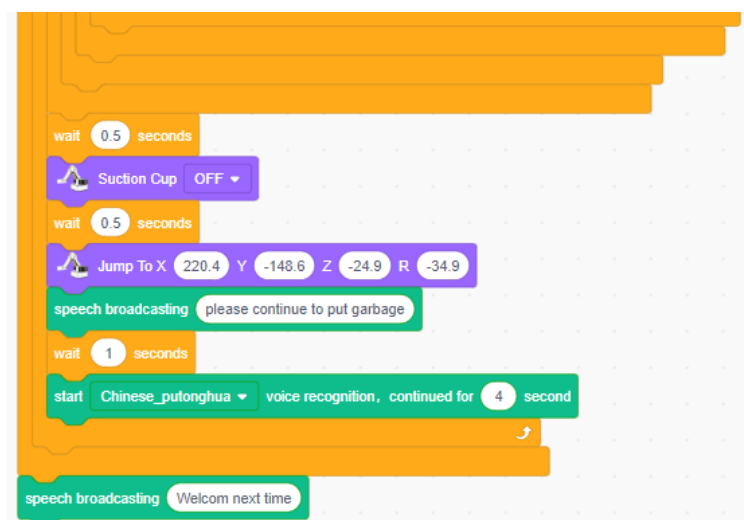 wait 0.5 seconds
Suction Cup OFF
wait 0.5 seconds
Jump To X 220.4 Y -148.6 Z -24.9 R -34.9
speech broadcasting please continue to put garbage
wait 1 seconds
start Chinese_putonghua voice recognition, continued for 4 second
speech broadcasting Welcom next time